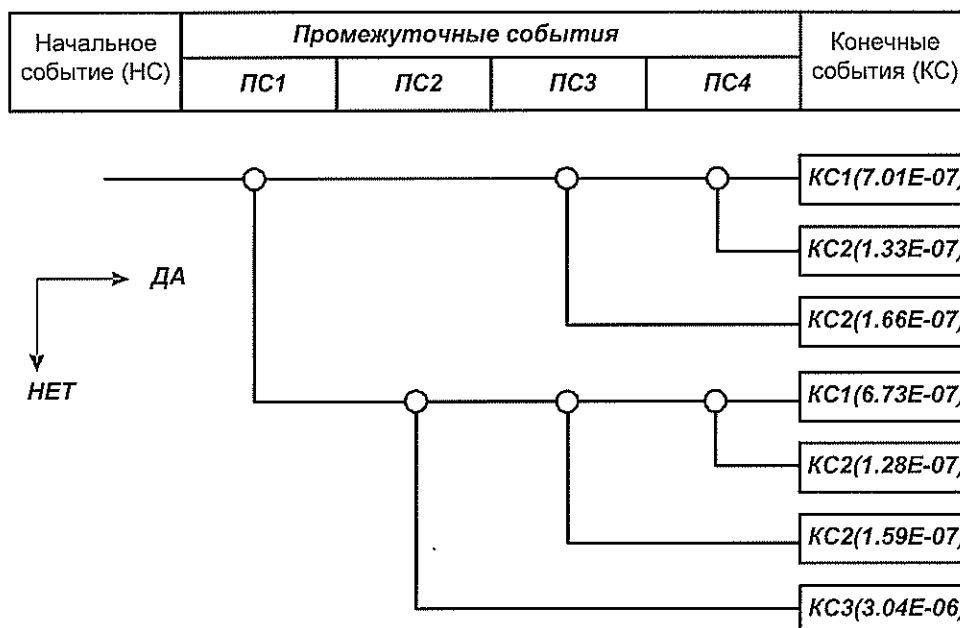 Начальное
событие (НС)
Промежуточные события
ПС1 ПС2 ПС3 ПС4
Конечные
события (КС)
КС1(7.01E-07)
КС2(1.33E-07)
ДА
КС2(1.66E-07)
НЕТ
КС1(6.73E-07)
КС2(1.28E-07)
КС2(1.59E-07)
КС3(3.04E-06)